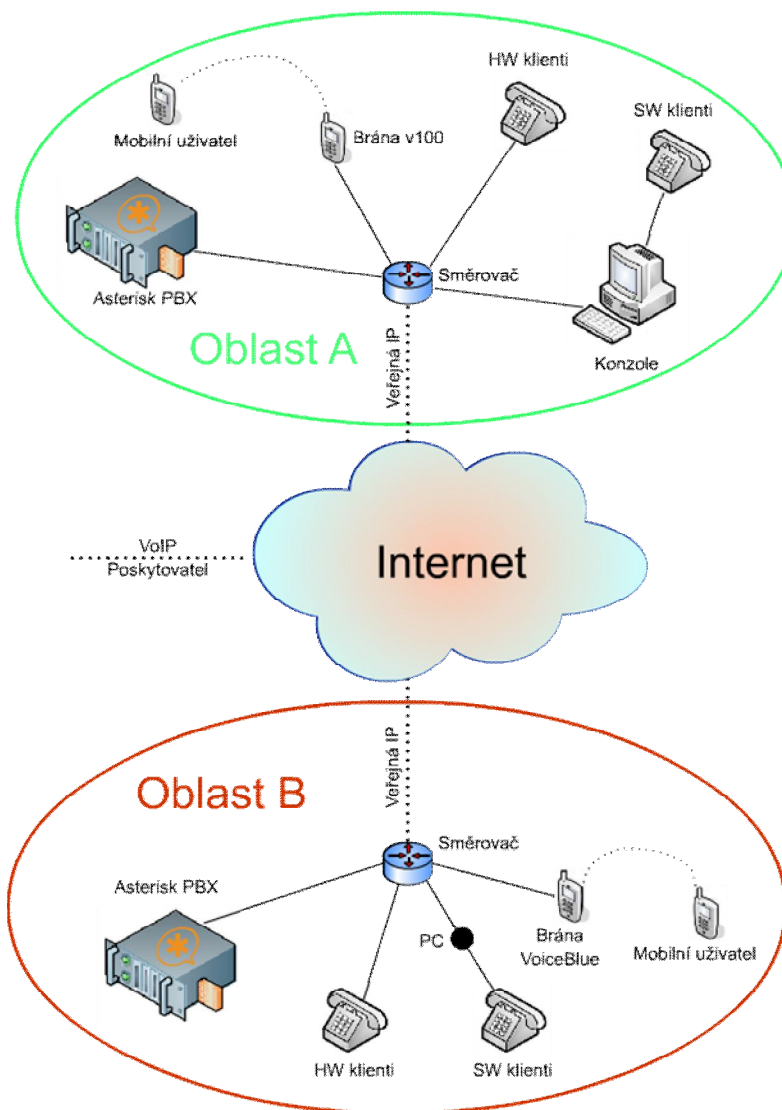 HW klienti
SW klienti
Mobilní uživatel
Brána v100
Asterisk PBX
Směrovač
Oblast A
Konzole
Veřejná IP
VoIP
Poskytovatel
Internet
Veřejná IP
Oblast B
Směrovač
Asterisk PBX
PC
Brána
VoiceBlue
Mobilní uživatel
HW klienti
SW klienti